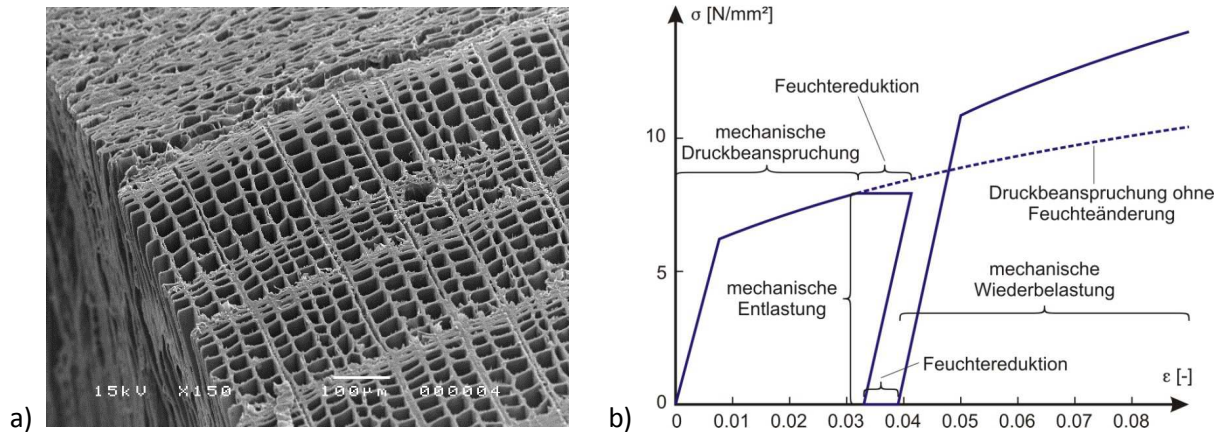 a)
15kV X150 100µm 000004
b)
σ [N/mm²]
Feuchtereduktion
mechanische
Druckbeanspruchung
10
Druckbeanspruchung ohne
Feuchteänderung
5
mechanische
Entlastung
mechanische
Wiederbelastung
Feuchtereduktion
ε [-]
0
0 0.01 0.02 0.03 0.04 0.05 0.06 0.07 0.08